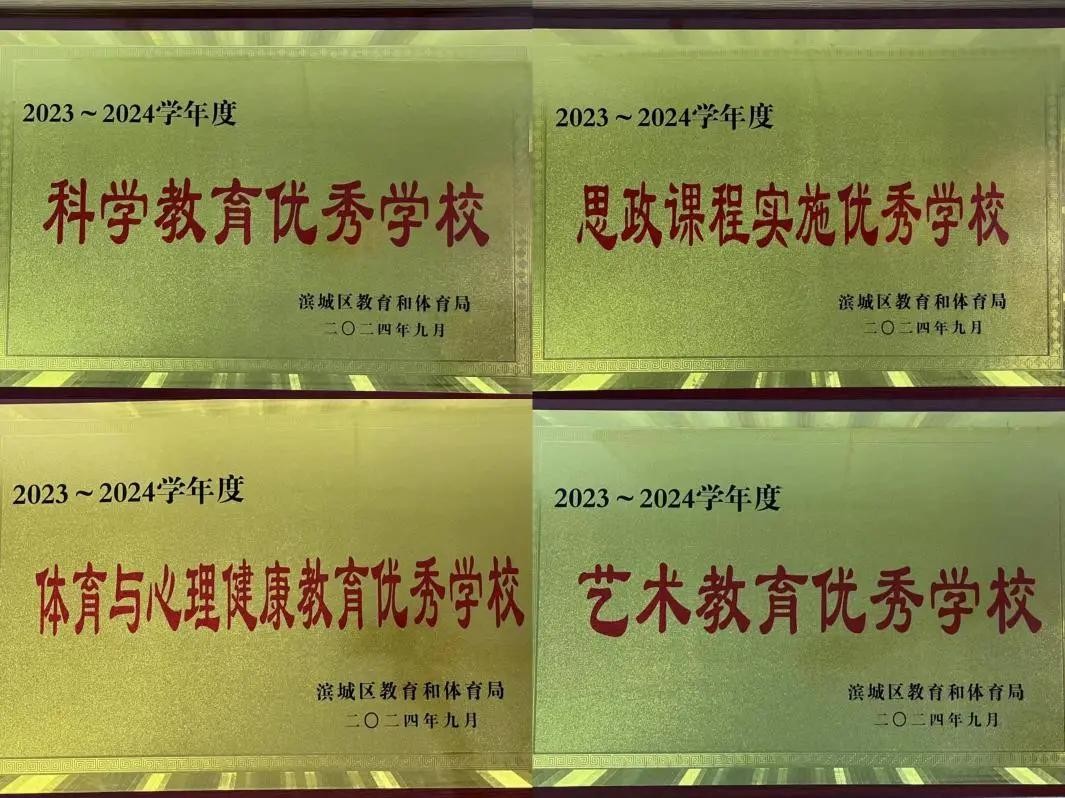 2023～2024学年度
科学教育优秀学校
滨城区教育和体育局
二〇二四年九月
2023～2024学年度
思政课程实施优秀学校
滨城区教育和体育局
二〇二四年九月
2023～2024学年度
体育与心理健康教育优秀学校
滨城区教育和体育局
二〇二四年九月
2023～2024学年度
艺术教育优秀学校
滨城区教育和体育局
二〇二四年九月